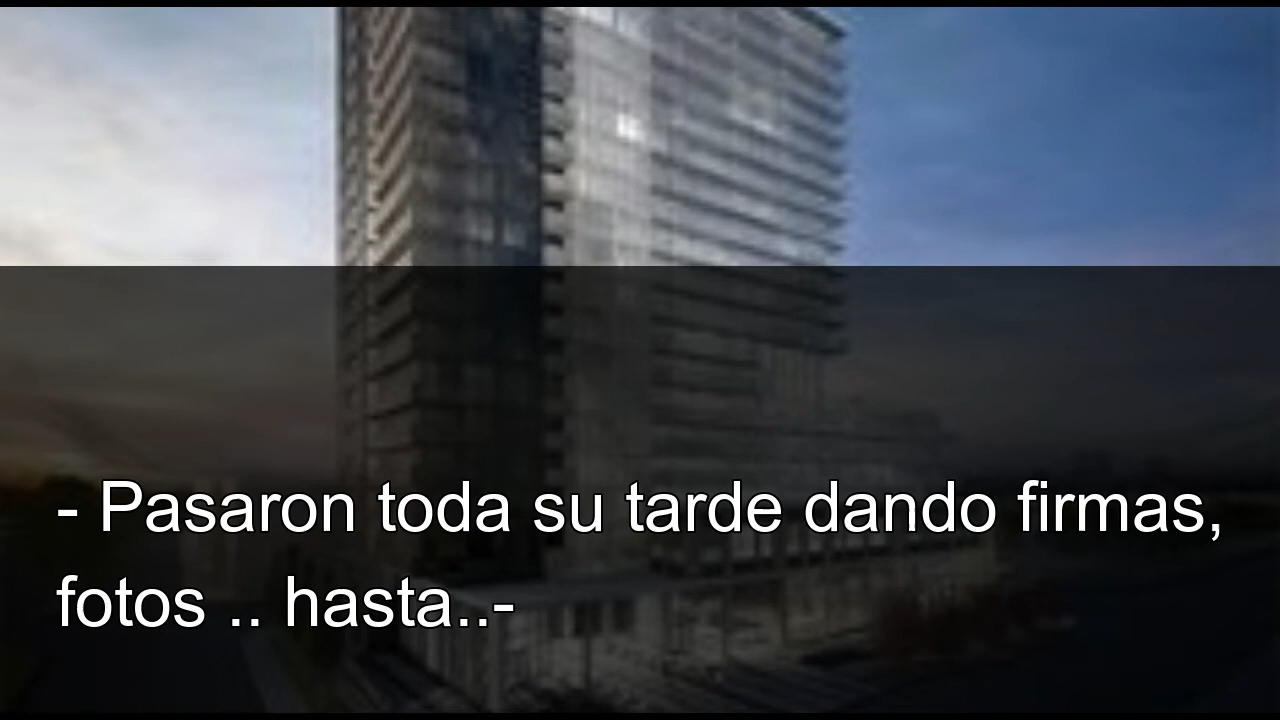 - Pasaron toda su tarde dando firmas,
fotos .. hasta..-